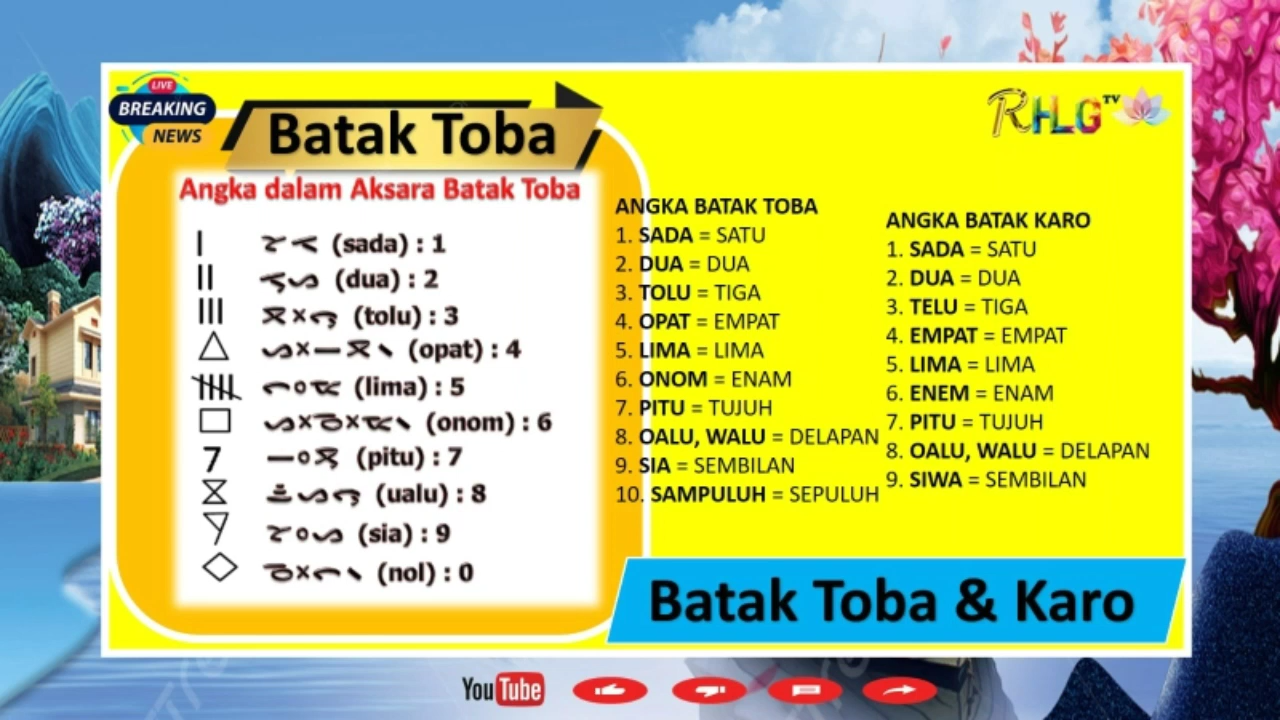 LIVE
BREAKING
NEWS
Batak Toba
RHLG TV
Angka dalam Aksara Batak Toba
| ᯘᯑ (sada) : 1
|| ᯑᯮᯀ (dua) : 2
||| ᯖᯬᯞᯮ (tolu) : 3
△ ᯀᯬᯇᯖ᯲ (opat) : 4
ᯞᯪᯔ (lima) : 5
□ ᯀᯬᯉᯬᯔ᯲ (onom) : 6
7 ᯇᯪᯖᯮ (pitu) : 7
ᯥᯀᯞᯮ (ualu) : 8
ᯘᯪᯀ (sia) : 9
◇ ᯉᯬᯞ᯲ (nol) : 0
ANGKA BATAK TOBA
1. SADA = SATU
2. DUA = DUA
3. TOLU = TIGA
4. OPAT = EMPAT
5. LIMA = LIMA
6. ONOM = ENAM
7. PITU = TUJUH
8. OALU, WALU = DELAPAN
9. SIA = SEMBILAN
10. SAMPULUH = SEPULUH
ANGKA BATAK KARO
1. SADA = SATU
2. DUA = DUA
3. TELU = TIGA
4. EMPAT = EMPAT
5. LIMA = LIMA
6. ENEM = ENAM
7. PITU = TUJUH
8. OALU, WALU = DELAPAN
9. SIWA = SEMBILAN
Batak Toba & Karo
YouTube